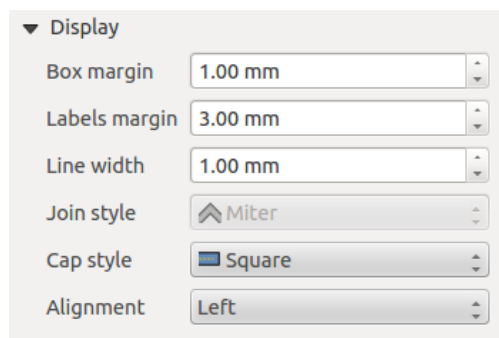 Display
Box margin 1.00 mm
Labels margin 3.00 mm
Line width 1.00 mm
Join style Miter
Cap style Square
Alignment Left